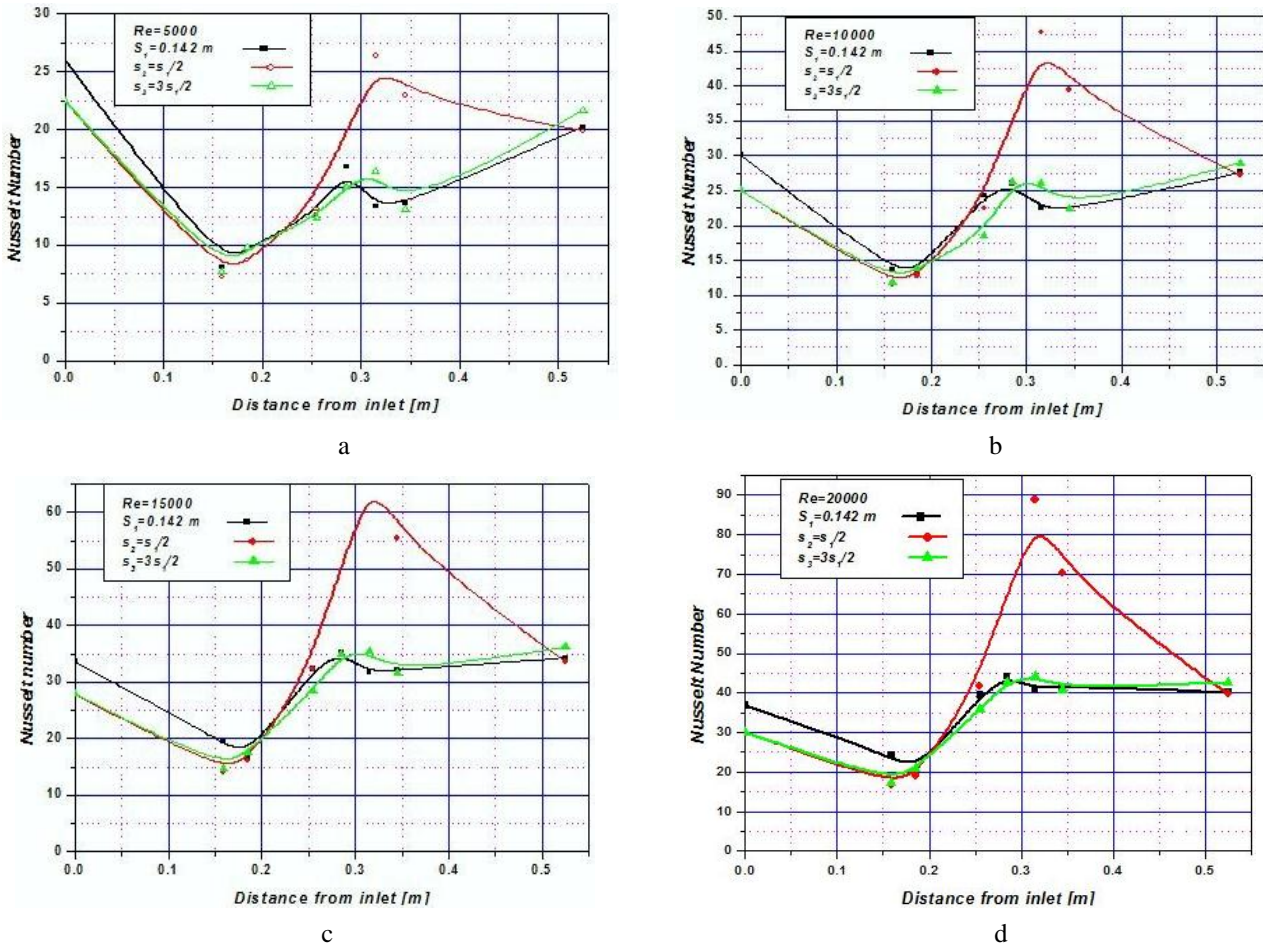 30
25
20
15
10
5
0
Nusselt Number
Re=5000
S₁=0.142 m
s₂=s₁/2
s₃=3s₁/2
0.0 0.1 0.2 0.3 0.4 0.5
Distance from inlet [m]
a
50.
45.
40.
35.
30.
25.
20.
15.
10.
5.
0.
Nusselt Number
Re=10000
S₁=0.142 m
s₂=s₁/2
s₃=3s₁/2
0.0 0.1 0.2 0.3 0.4 0.5
Distance from inlet [m]
b
60
50
40
30
20
10
0
Nusselt number
Re=15000
S₁=0.142 m
s₂=s₁/2
s₃=3s₁/2
0.0 0.1 0.2 0.3 0.4 0.5
Distance from inlet [m]
c
90
80
70
60
50
40
30
20
10
0
Nusselt Number
Re=20000
S₁=0.142 m
s₂=s₁/2
s₃=3s₁/2
0.0 0.1 0.2 0.3 0.4 0.5
Distance from inlet [m]
d